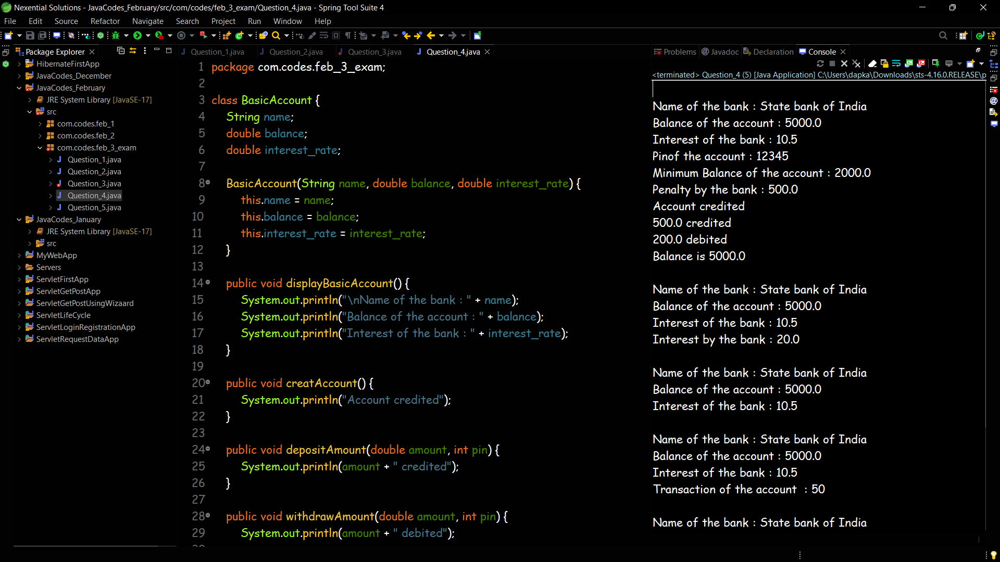 Nexential Solutions - JavaCodes_February/src/com/codes/feb_3_exam/Question_4.java - Spring Tool Suite 4
File Edit Source Refactor Navigate Search Project Run Window Help
Package Explorer
HibernateFirstApp
JavaCodes_December
JavaCodes_February
JRE System Library [JavaSE-17]
src
com.codes.feb_1
com.codes.feb_2
com.codes.feb_3_exam
Question_1.java
Question_2.java
Question_3.java
Question_4.java
Question_5.java
JavaCodes_January
JRE System Library [JavaSE-17]
src
MyWebApp
Servers
ServletFirstApp
ServletGetPostApp
ServletGetPostUsingWizaard
ServletLifeCycle
ServletLoginRegistrationApp
ServletRequestDataApp
Question_1.java Question_2.java Question_3.java Question_4.java
1 package com.codes.feb_3_exam;
2
3 class BasicAccount {
4 String name;
5 double balance;
6 double interest_rate;
7
8 BasicAccount(String name, double balance, double interest_rate) {
9 this.name = name;
10 this.balance = balance;
11 this.interest_rate = interest_rate;
12 }
13
14 public void displayBasicAccount() {
15 System.out.println("\nName of the bank : " + name);
16 System.out.println("Balance of the account : " + balance);
17 System.out.println("Interest of the bank : " + interest_rate);
18 }
19
20 public void creatAccount() {
21 System.out.println("Account credited");
22 }
23
24 public void depositAmount(double amount, int pin) {
25 System.out.println(amount + " credited");
26 }
27
28 public void withdrawAmount(double amount, int pin) {
29 System.out.println(amount + " debited");
Problems Javadoc Declaration Console
<terminated> Question_4 (5) [Java Application] C:\Users\dapka\Downloads\sts-4.16.0.RELEASE\p
Name of the bank : State bank of India
Balance of the account : 5000.0
Interest of the bank : 10.5
Pinof the account : 12345
Minimum Balance of the account : 2000.0
Penalty by the bank : 500.0
Account credited
500.0 credited
200.0 debited
Balance is 5000.0
Name of the bank : State bank of India
Balance of the account : 5000.0
Interest of the bank : 10.5
Interest by the bank : 20.0
Name of the bank : State bank of India
Balance of the account : 5000.0
Interest of the bank : 10.5
Name of the bank : State bank of India
Balance of the account : 5000.0
Interest of the bank : 10.5
Transaction of the account  : 50
Name of the bank : State bank of India